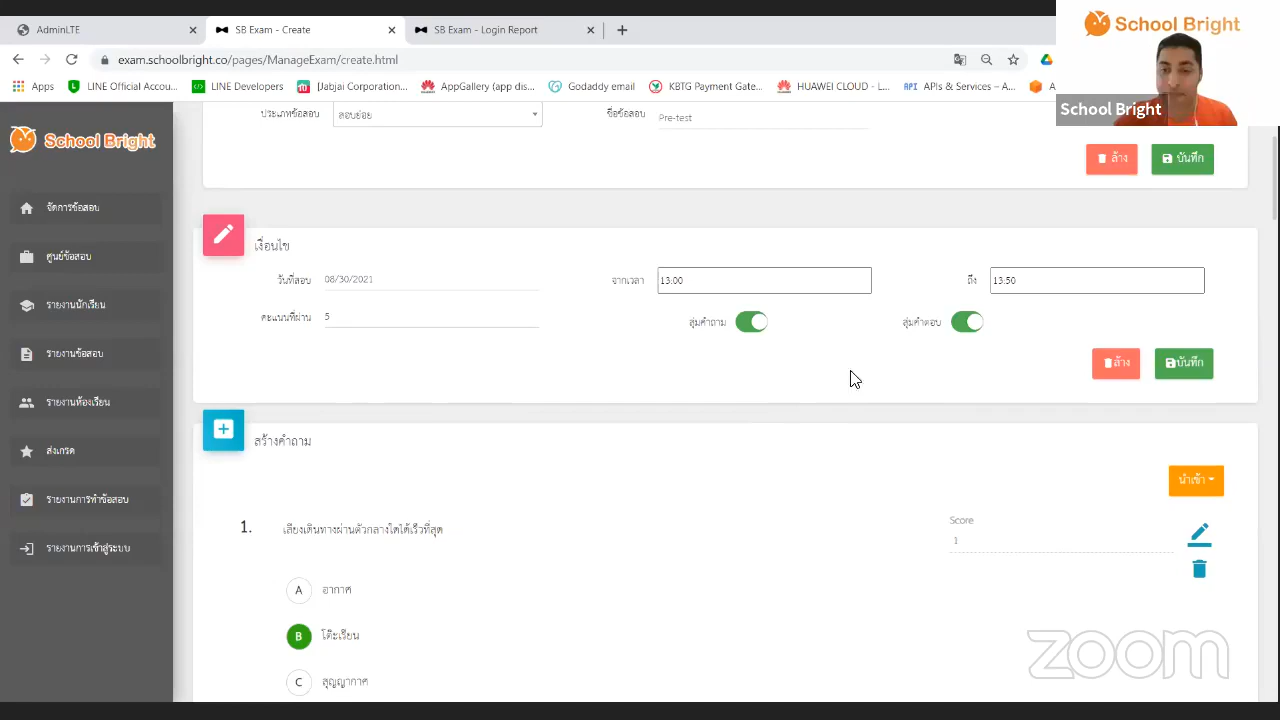 AdminLTE
SB Exam - Create
SB Exam - Login Report
exam.schoolbright.co/pages/ManageExam/create.html
Apps
LINE Official Accou...
LINE Developers
[Jabjai Corporation...
AppGallery (app dis...
Godaddy email
KBTG Payment Gate...
HUAWEI CLOUD - L...
API APIs & Services – A...
School Bright
School Bright
School Bright
จัดการข้อสอบ
ศูนย์ข้อสอบ
รายงานนักเรียน
รายงานข้อสอบ
รายงานห้องเรียน
ส่งเกรด
รายงานการทำข้อสอบ
รายงานการเข้าสู่ระบบ
ประเภทข้อสอบ
สอบย่อย
ชื่อข้อสอบ
Pre-test
ล้าง
บันทึก
เงื่อนไข
วันที่สอบ
08/30/2021
จากเวลา
13:00
ถึง
13:50
คะแนนที่ผ่าน
5
สุ่มคำถาม
สุ่มคำตอบ
ล้าง
บันทึก
สร้างคำถาม
นำเข้า
1.
เสียงเดินทางผ่านตัวกลางใดได้เร็วที่สุด
Score
1
A
อากาศ
B
โต๊ะเรียน
C
สุญญากาศ
zoom